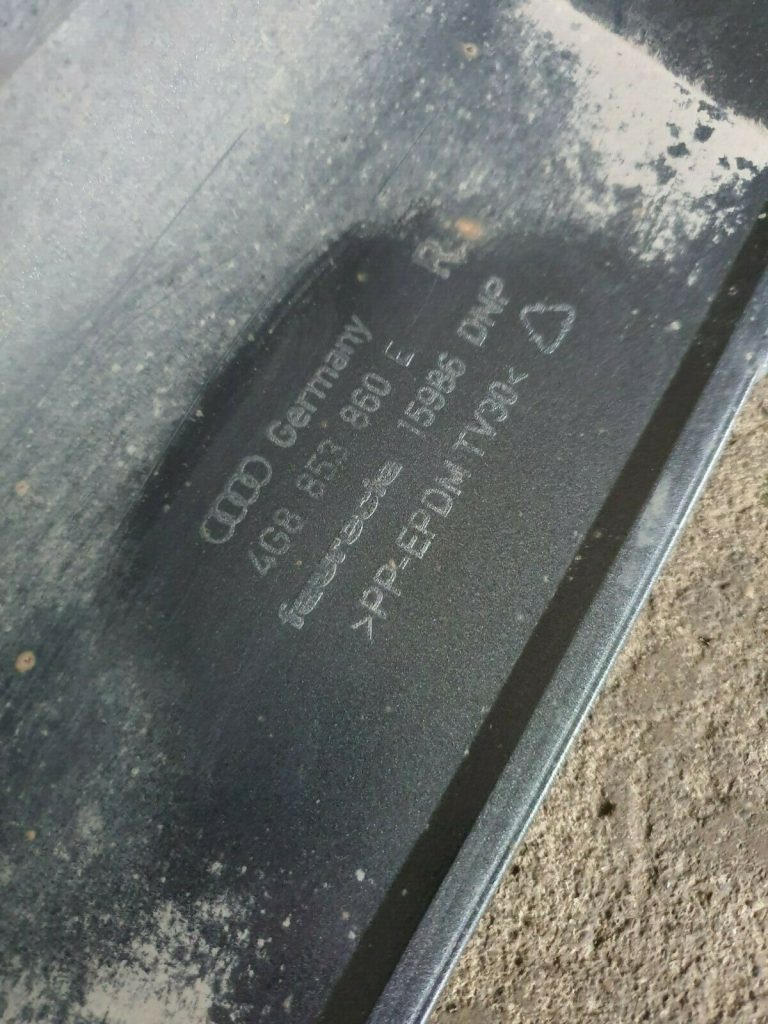 R.
Germany
4G8 853 860 E
faurecia 15986 DNP
>PP-EPDM TV30<